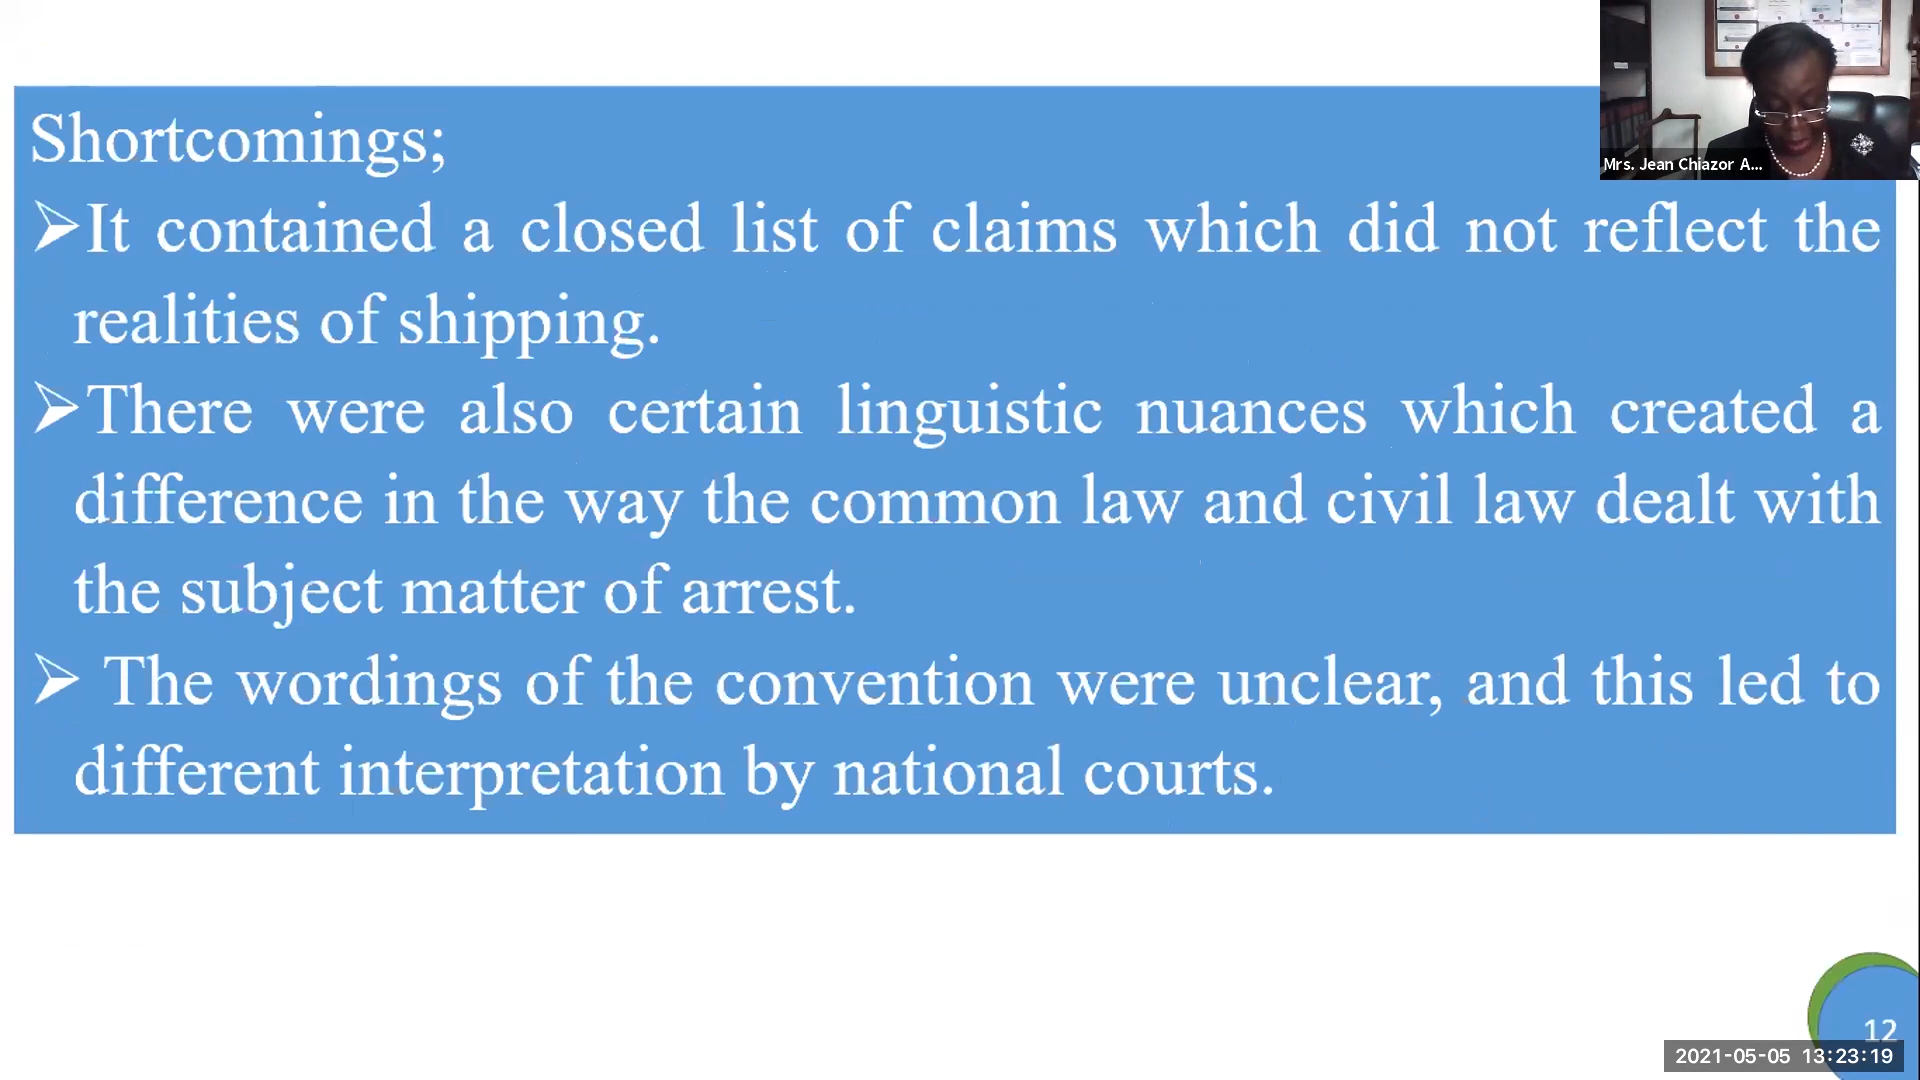 Shortcomings;
➢It contained a closed list of claims which did not reflect the
realities of shipping.
➢There were also certain linguistic nuances which created a
difference in the way the common law and civil law dealt with
the subject matter of arrest.
➢ The wordings of the convention were unclear, and this led to
different interpretation by national courts.
Mrs. Jean Chiazor A...
12
2021-05-05 13:23:19